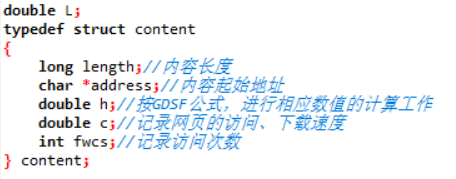 double L;
typedef struct content
{
long length;//内容长度
char *address;//内容起始地址
double h;//按GDSF公式，进行相应数值的计算工作
double c;//记录网页的访问、下载速度
int fwcs;//记录访问次数
} content;